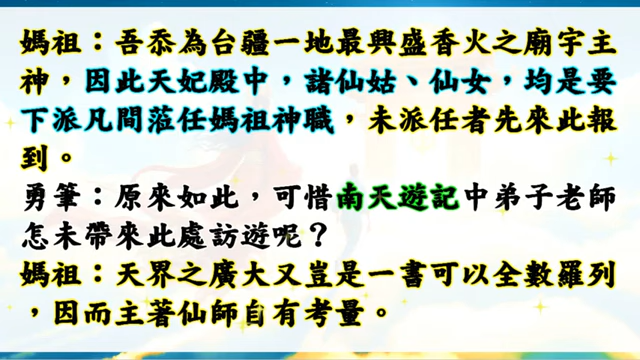 媽祖：吾忝為台疆一地最興盛香火之廟宇主
神，因此天妃殿中，諸仙姑、仙女，均是要
下派凡間蒞任媽祖神職，未派任者先來此報
到。
勇筆：原來如此，可惜南天遊記中弟子老師
怎未帶來此處訪遊呢？
媽祖：天界之廣大又豈是一書可以全數羅列
，因而主著仙師自有考量。